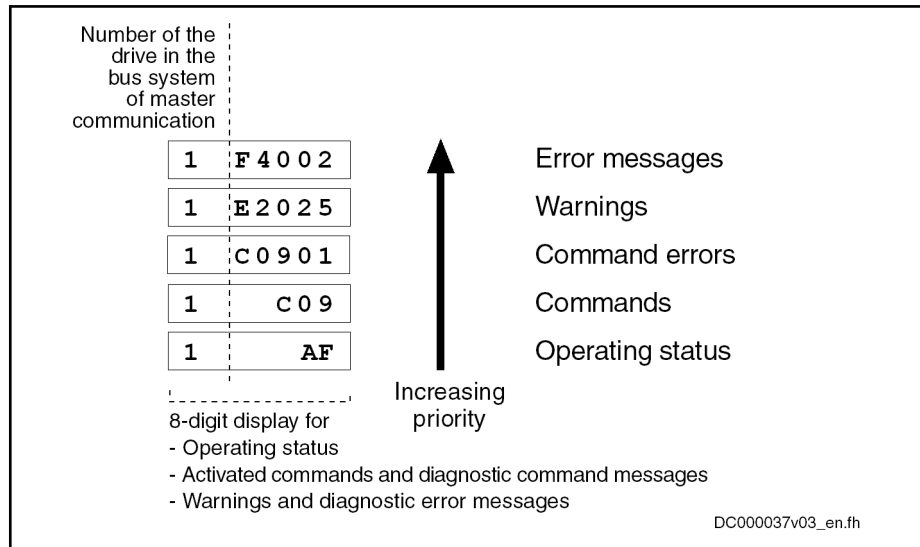 Number of the
drive in the
bus system
of master
communication
1 F4002 Error messages
1 E2025 Warnings
1 C0901 Command errors
1 C09 Commands
1 AF Operating status
Increasing
priority
8-digit display for
- Operating status
- Activated commands and diagnostic command messages
- Warnings and diagnostic error messages
DC000037v03_en.fh